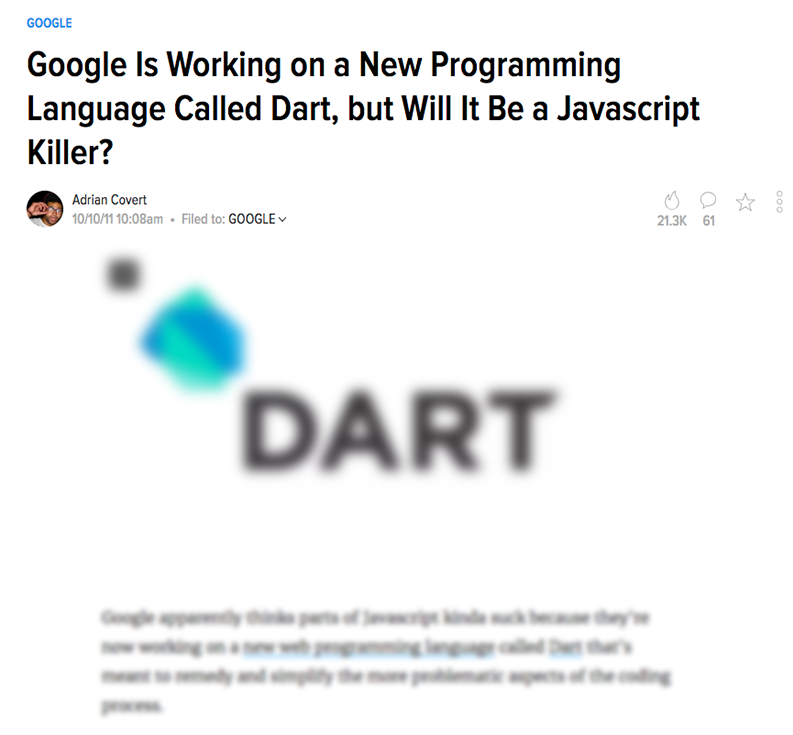 GOOGLE
Google Is Working on a New Programming
Language Called Dart, but Will It Be a Javascript
Killer?
Adrian Covert
10/10/11 10:08am • Filed to: GOOGLE
21.3K 61
DART
Google apparently thinks parts of Javascript kinda suck because they're
now working on a new web programming language called Dart that's
meant to remedy and simplify the more problematic aspects of the coding
process.